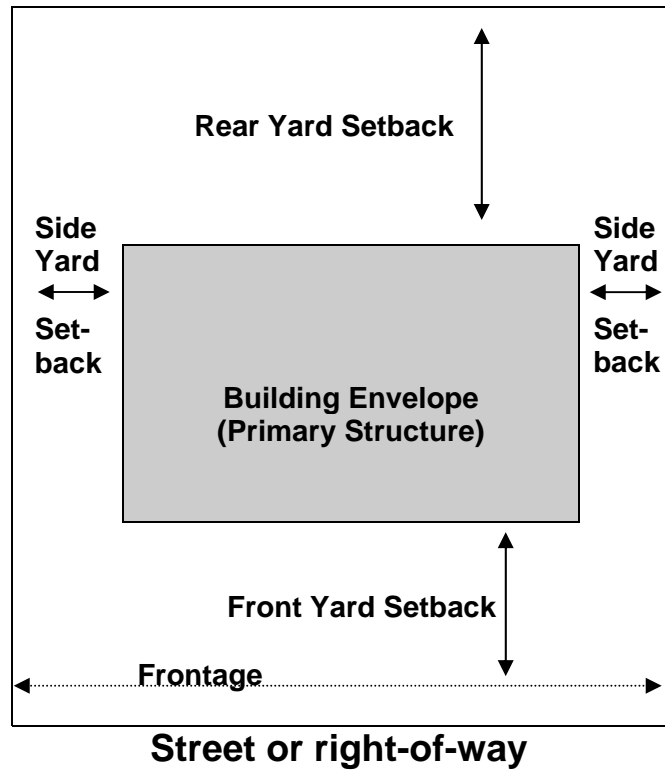 Rear Yard Setback
Side
Yard
Set-
back
Side
Yard
Set-
back
Building Envelope
(Primary Structure)
Front Yard Setback
Frontage
Street or right-of-way